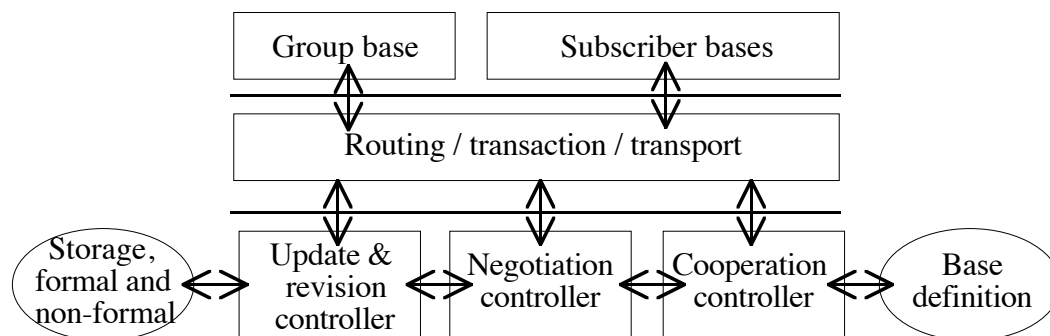 Group base
Subscriber bases
Routing / transaction / transport
Storage,
formal and
non-formal
Update &
revision
controller
Negotiation
controller
Cooperation
controller
Base
definition